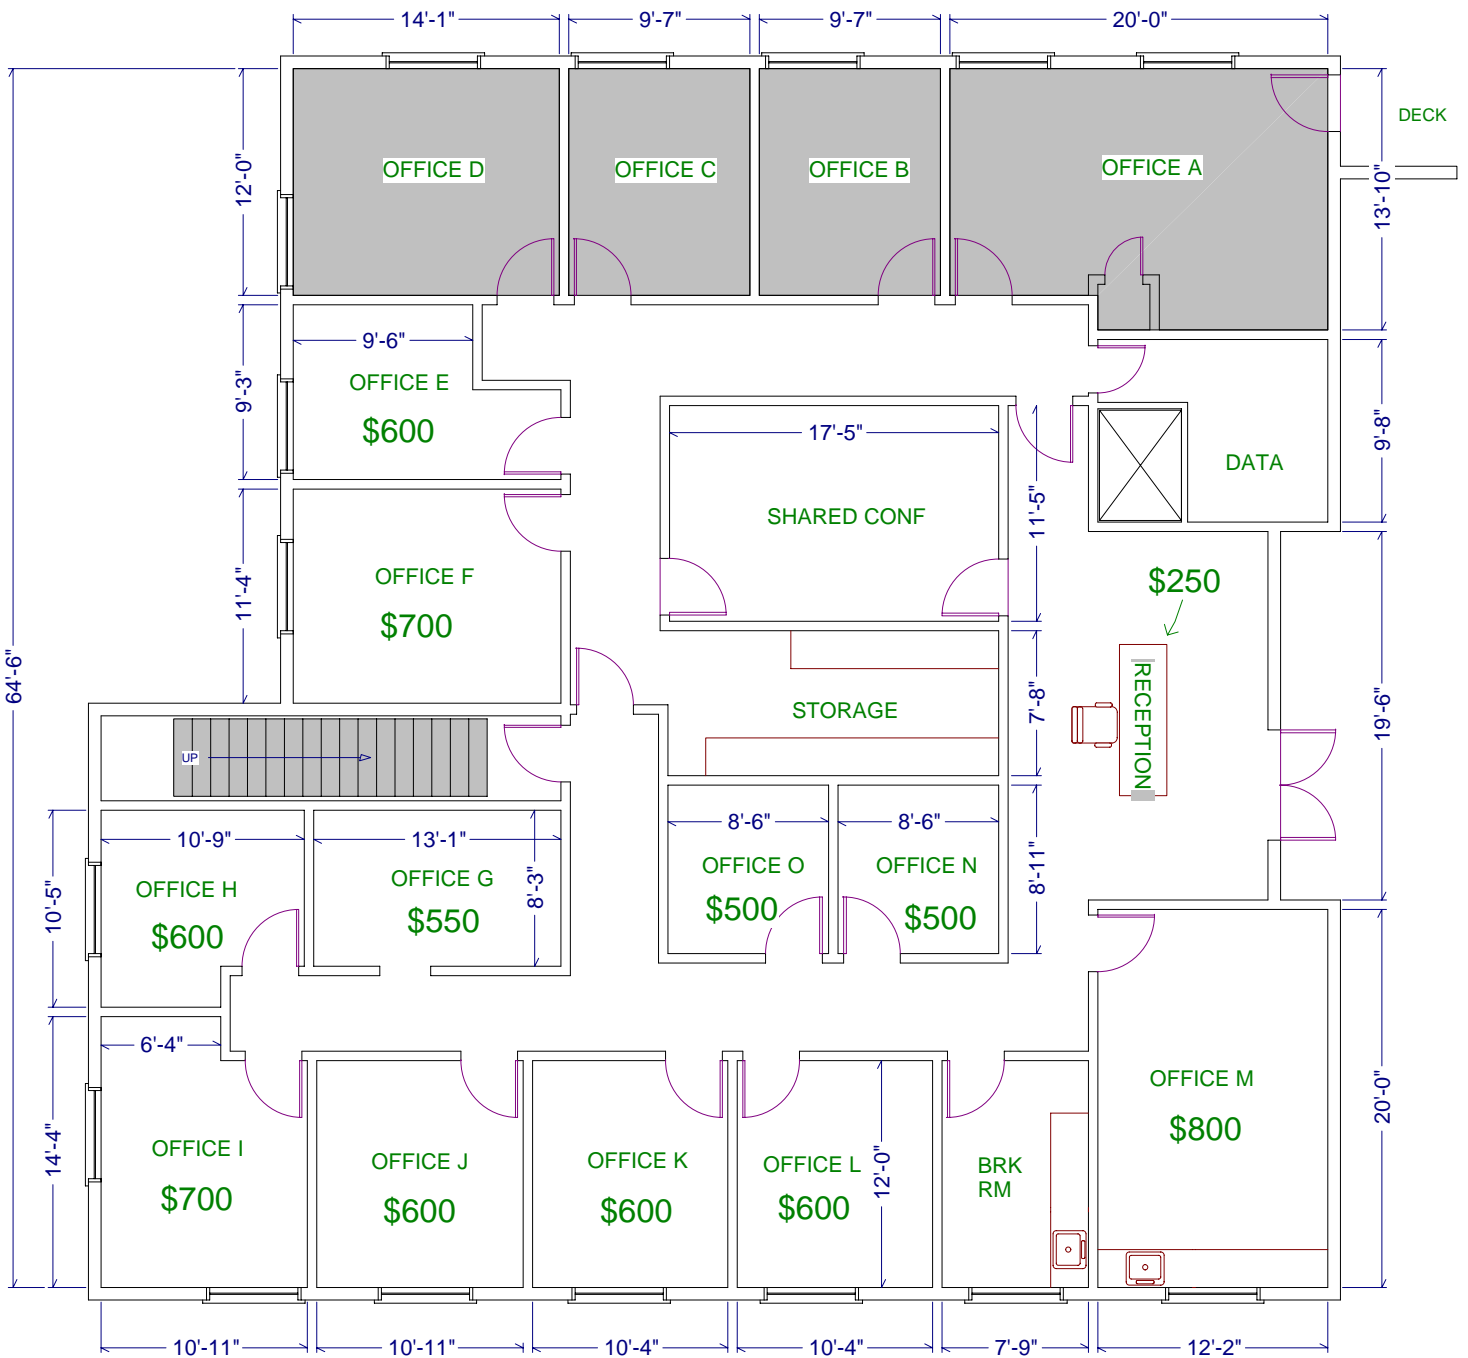 14'-1"
9'-7"
9'-7"
20'-0"
DECK
12'-0"
OFFICE D
OFFICE C
OFFICE B
OFFICE A
13'-10"
9'-6"
9'-3"
OFFICE E
$600
17'-5"
9'-8"
DATA
11'-5"
SHARED CONF
11'-4"
OFFICE F
$700
$250
64'-6"
7'-8"
STORAGE
RECEPTION
19'-6"
UP
10'-9"
13'-1"
8'-6"
8'-6"
10'-5"
OFFICE H
$600
OFFICE G
$550
8'-3"
OFFICE O
$500
OFFICE N
$500
8'-11"
6'-4"
14'-4"
OFFICE I
$700
OFFICE J
$600
OFFICE K
$600
OFFICE L
$600
12'-0"
BRK
RM
OFFICE M
$800
20'-0"
10'-11"
10'-11"
10'-4"
10'-4"
7'-9"
12'-2"